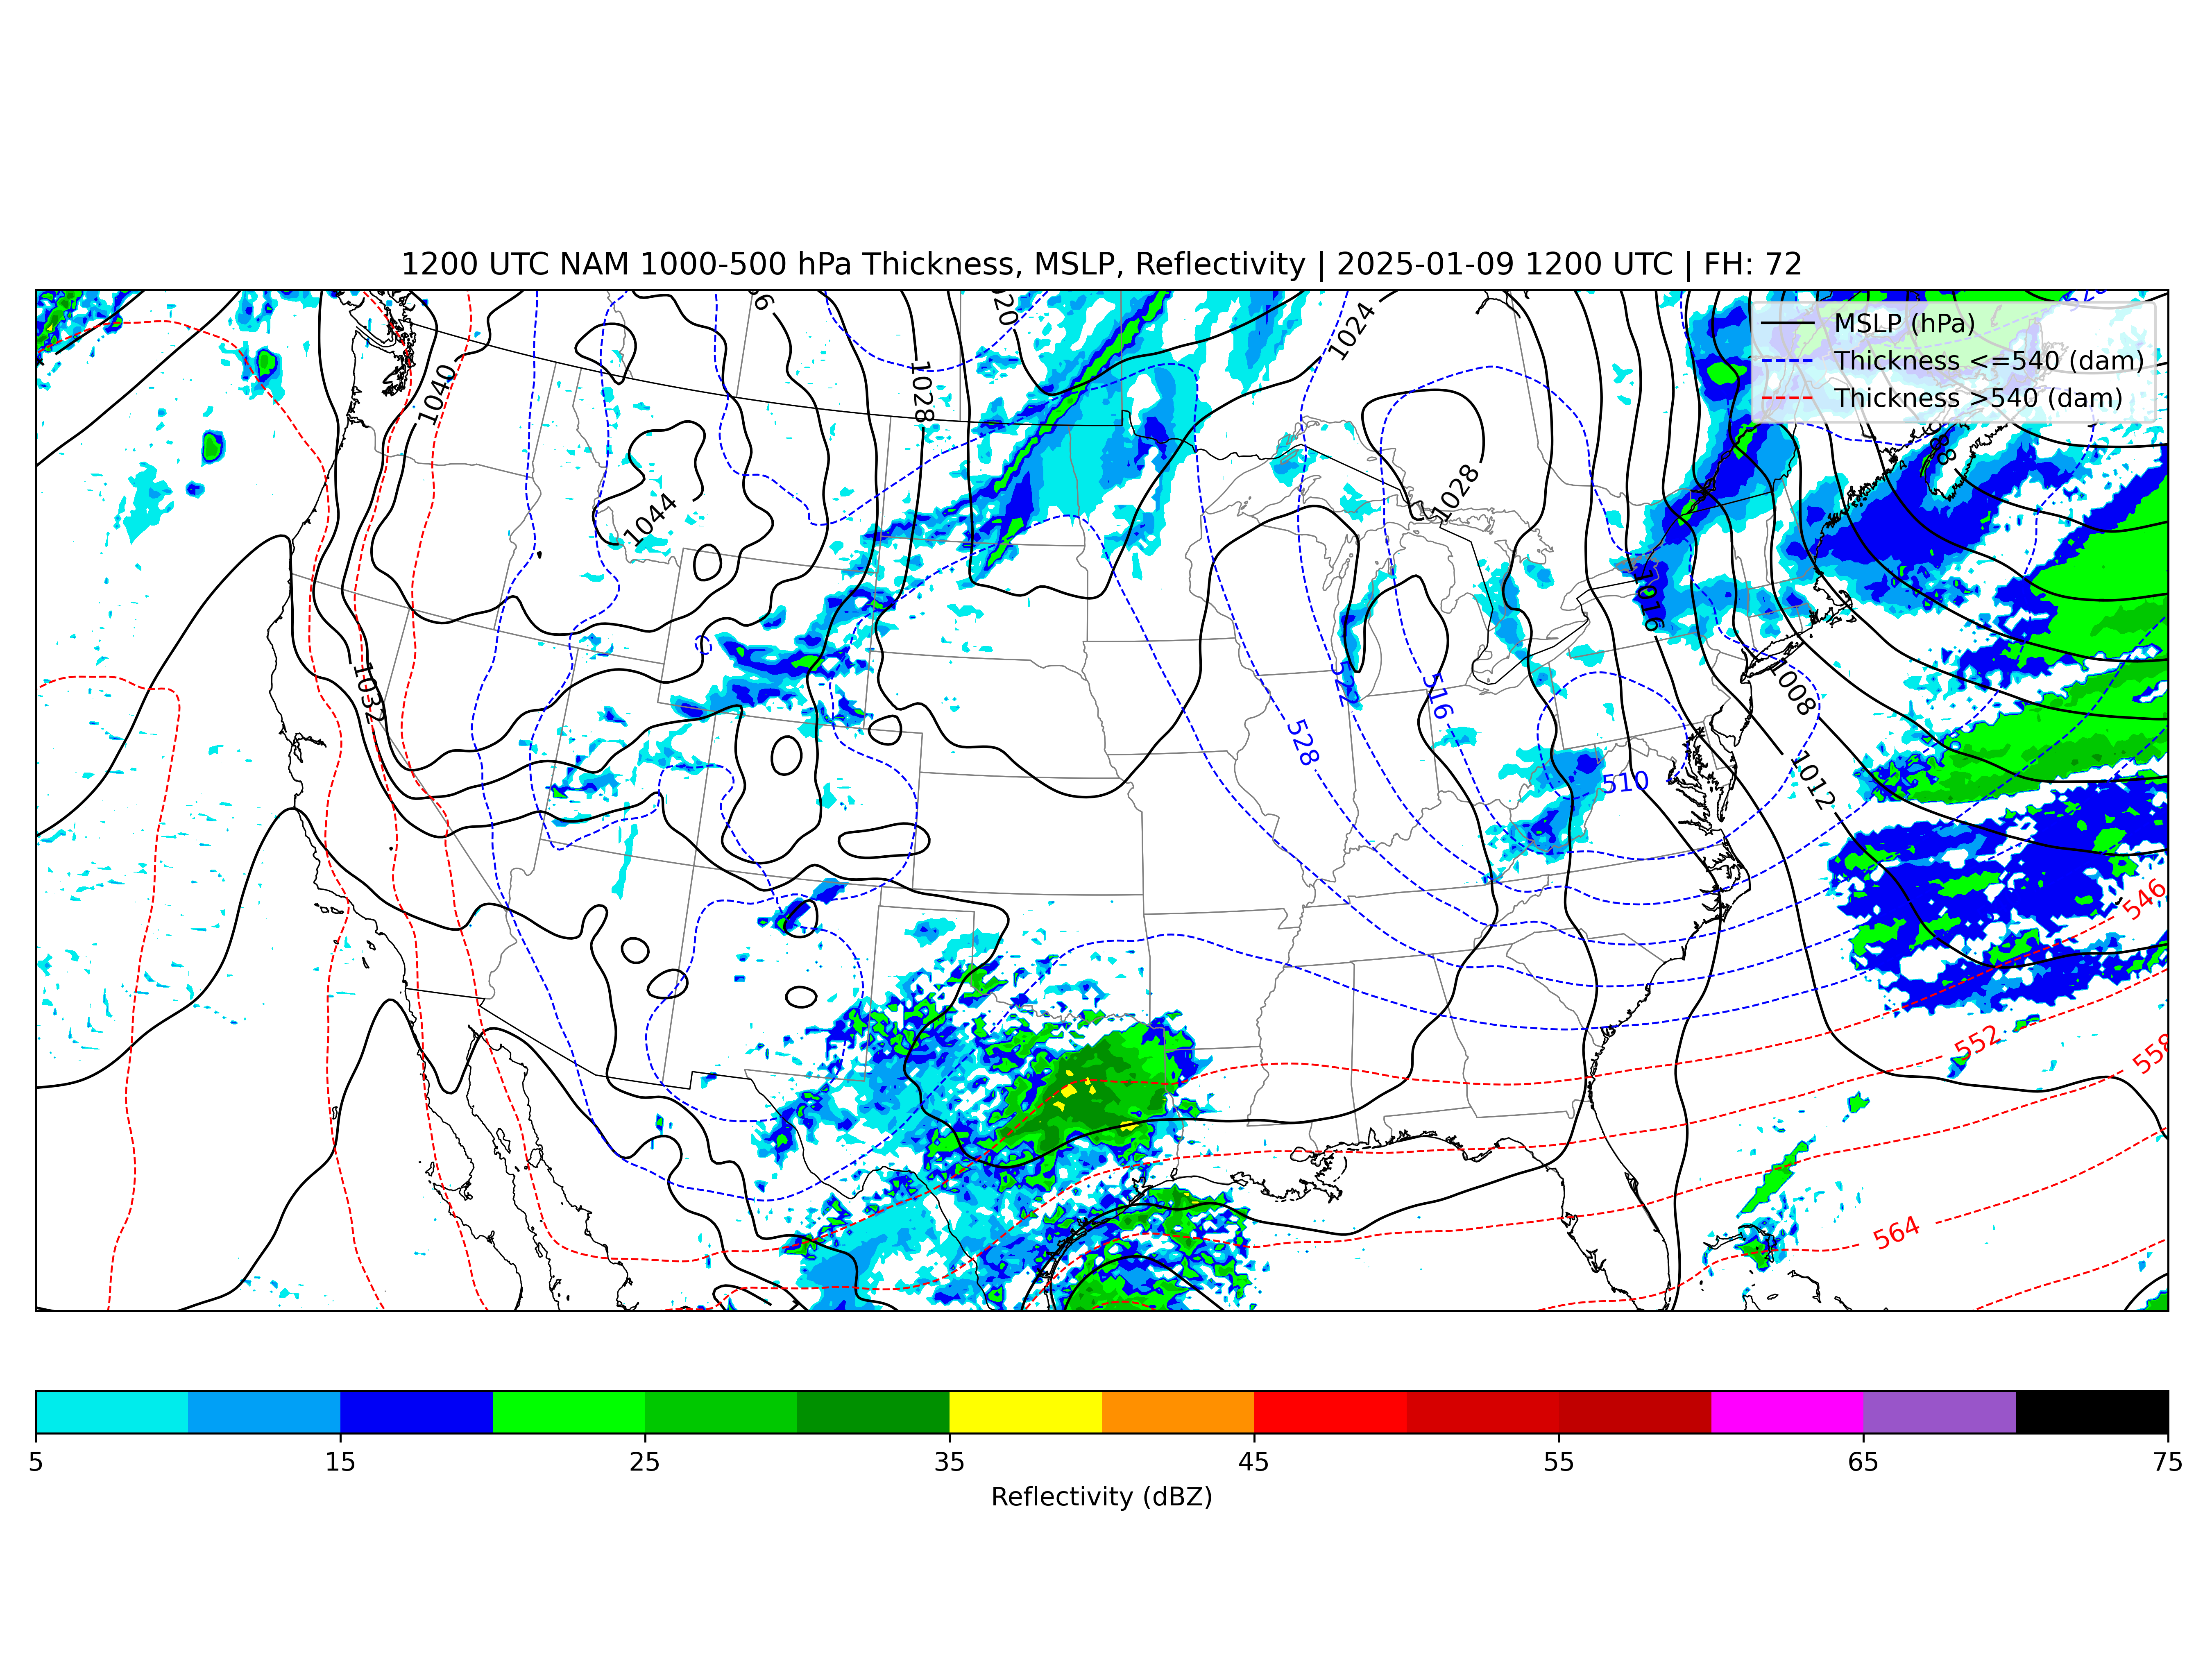 1200 UTC NAM 1000-500 hPa Thickness, MSLP, Reflectivity | 2025-01-09 1200 UTC | FH: 72
MSLP (hPa)
Thickness <=540 (dam)
Thickness >540 (dam)
1040
1028
1024
1028
1044
1032
1016
1008
1012
522
516
528
510
546
552
558
564
5 15 25 35 45 55 65 75
Reflectivity (dBZ)